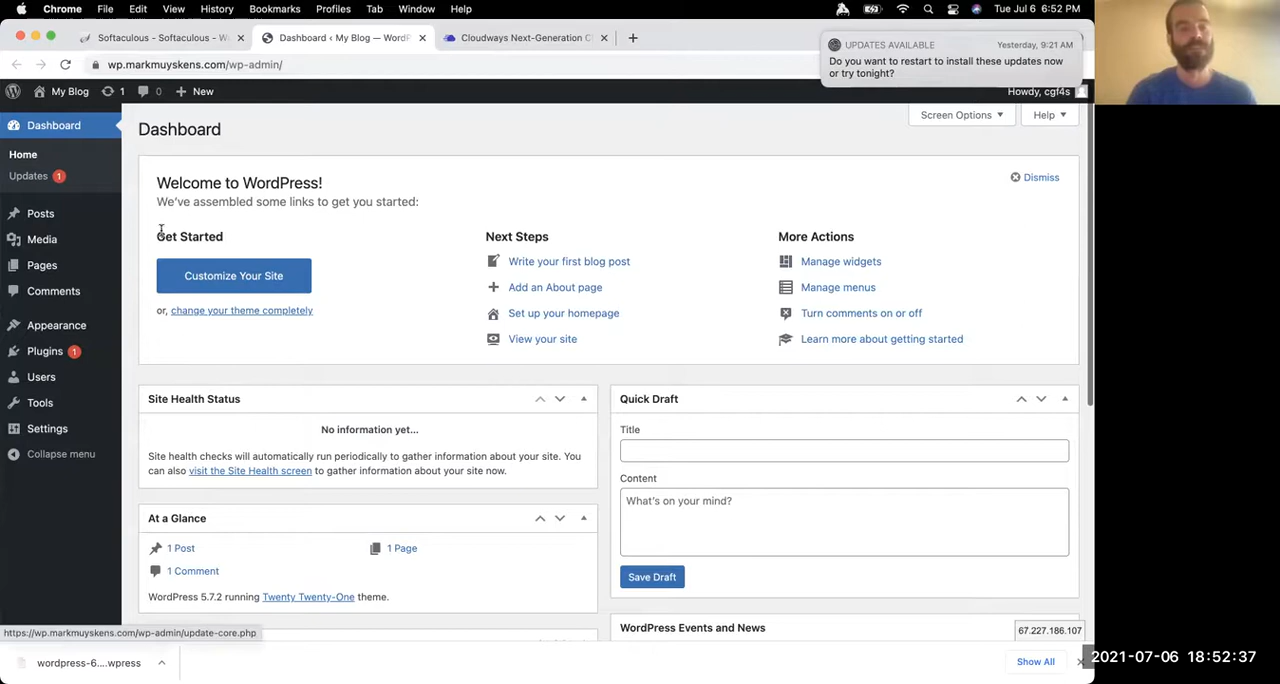 Chrome File Edit View History Bookmarks Profiles Tab Window Help Tue Jul 6 6:52 PM
Softaculous - Softaculous - W
Dashboard ‹ My Blog — WordP
Cloudways Next-Generation C
wp.markmuyskens.com/wp-admin/
UPDATES AVAILABLE Yesterday, 9:21 AM
Do you want to restart to install these updates now
or try tonight?
My Blog 1 0 New Howdy, cgf4s
Dashboard
Home
Updates 1
Posts
Media
Pages
Comments
Appearance
Plugins 1
Users
Tools
Settings
Collapse menu
Screen Options Help
Dashboard
Welcome to WordPress!
Dismiss
We've assembled some links to get you started:
Get Started
Customize Your Site
or, change your theme completely
Next Steps
Write your first blog post
Add an About page
Set up your homepage
View your site
More Actions
Manage widgets
Manage menus
Turn comments on or off
Learn more about getting started
Site Health Status
No information yet...
Site health checks will automatically run periodically to gather information about your site. You
can also visit the Site Health screen to gather information about your site now.
At a Glance
1 Post 1 Page
1 Comment
WordPress 5.7.2 running Twenty Twenty-One theme.
Quick Draft
Title
Content
What's on your mind?
Save Draft
WordPress Events and News
67.227.186.107
https://wp.markmuyskens.com/wp-admin/update-core.php
wordpress-6....wpress
Show All
2021-07-06 18:52:37